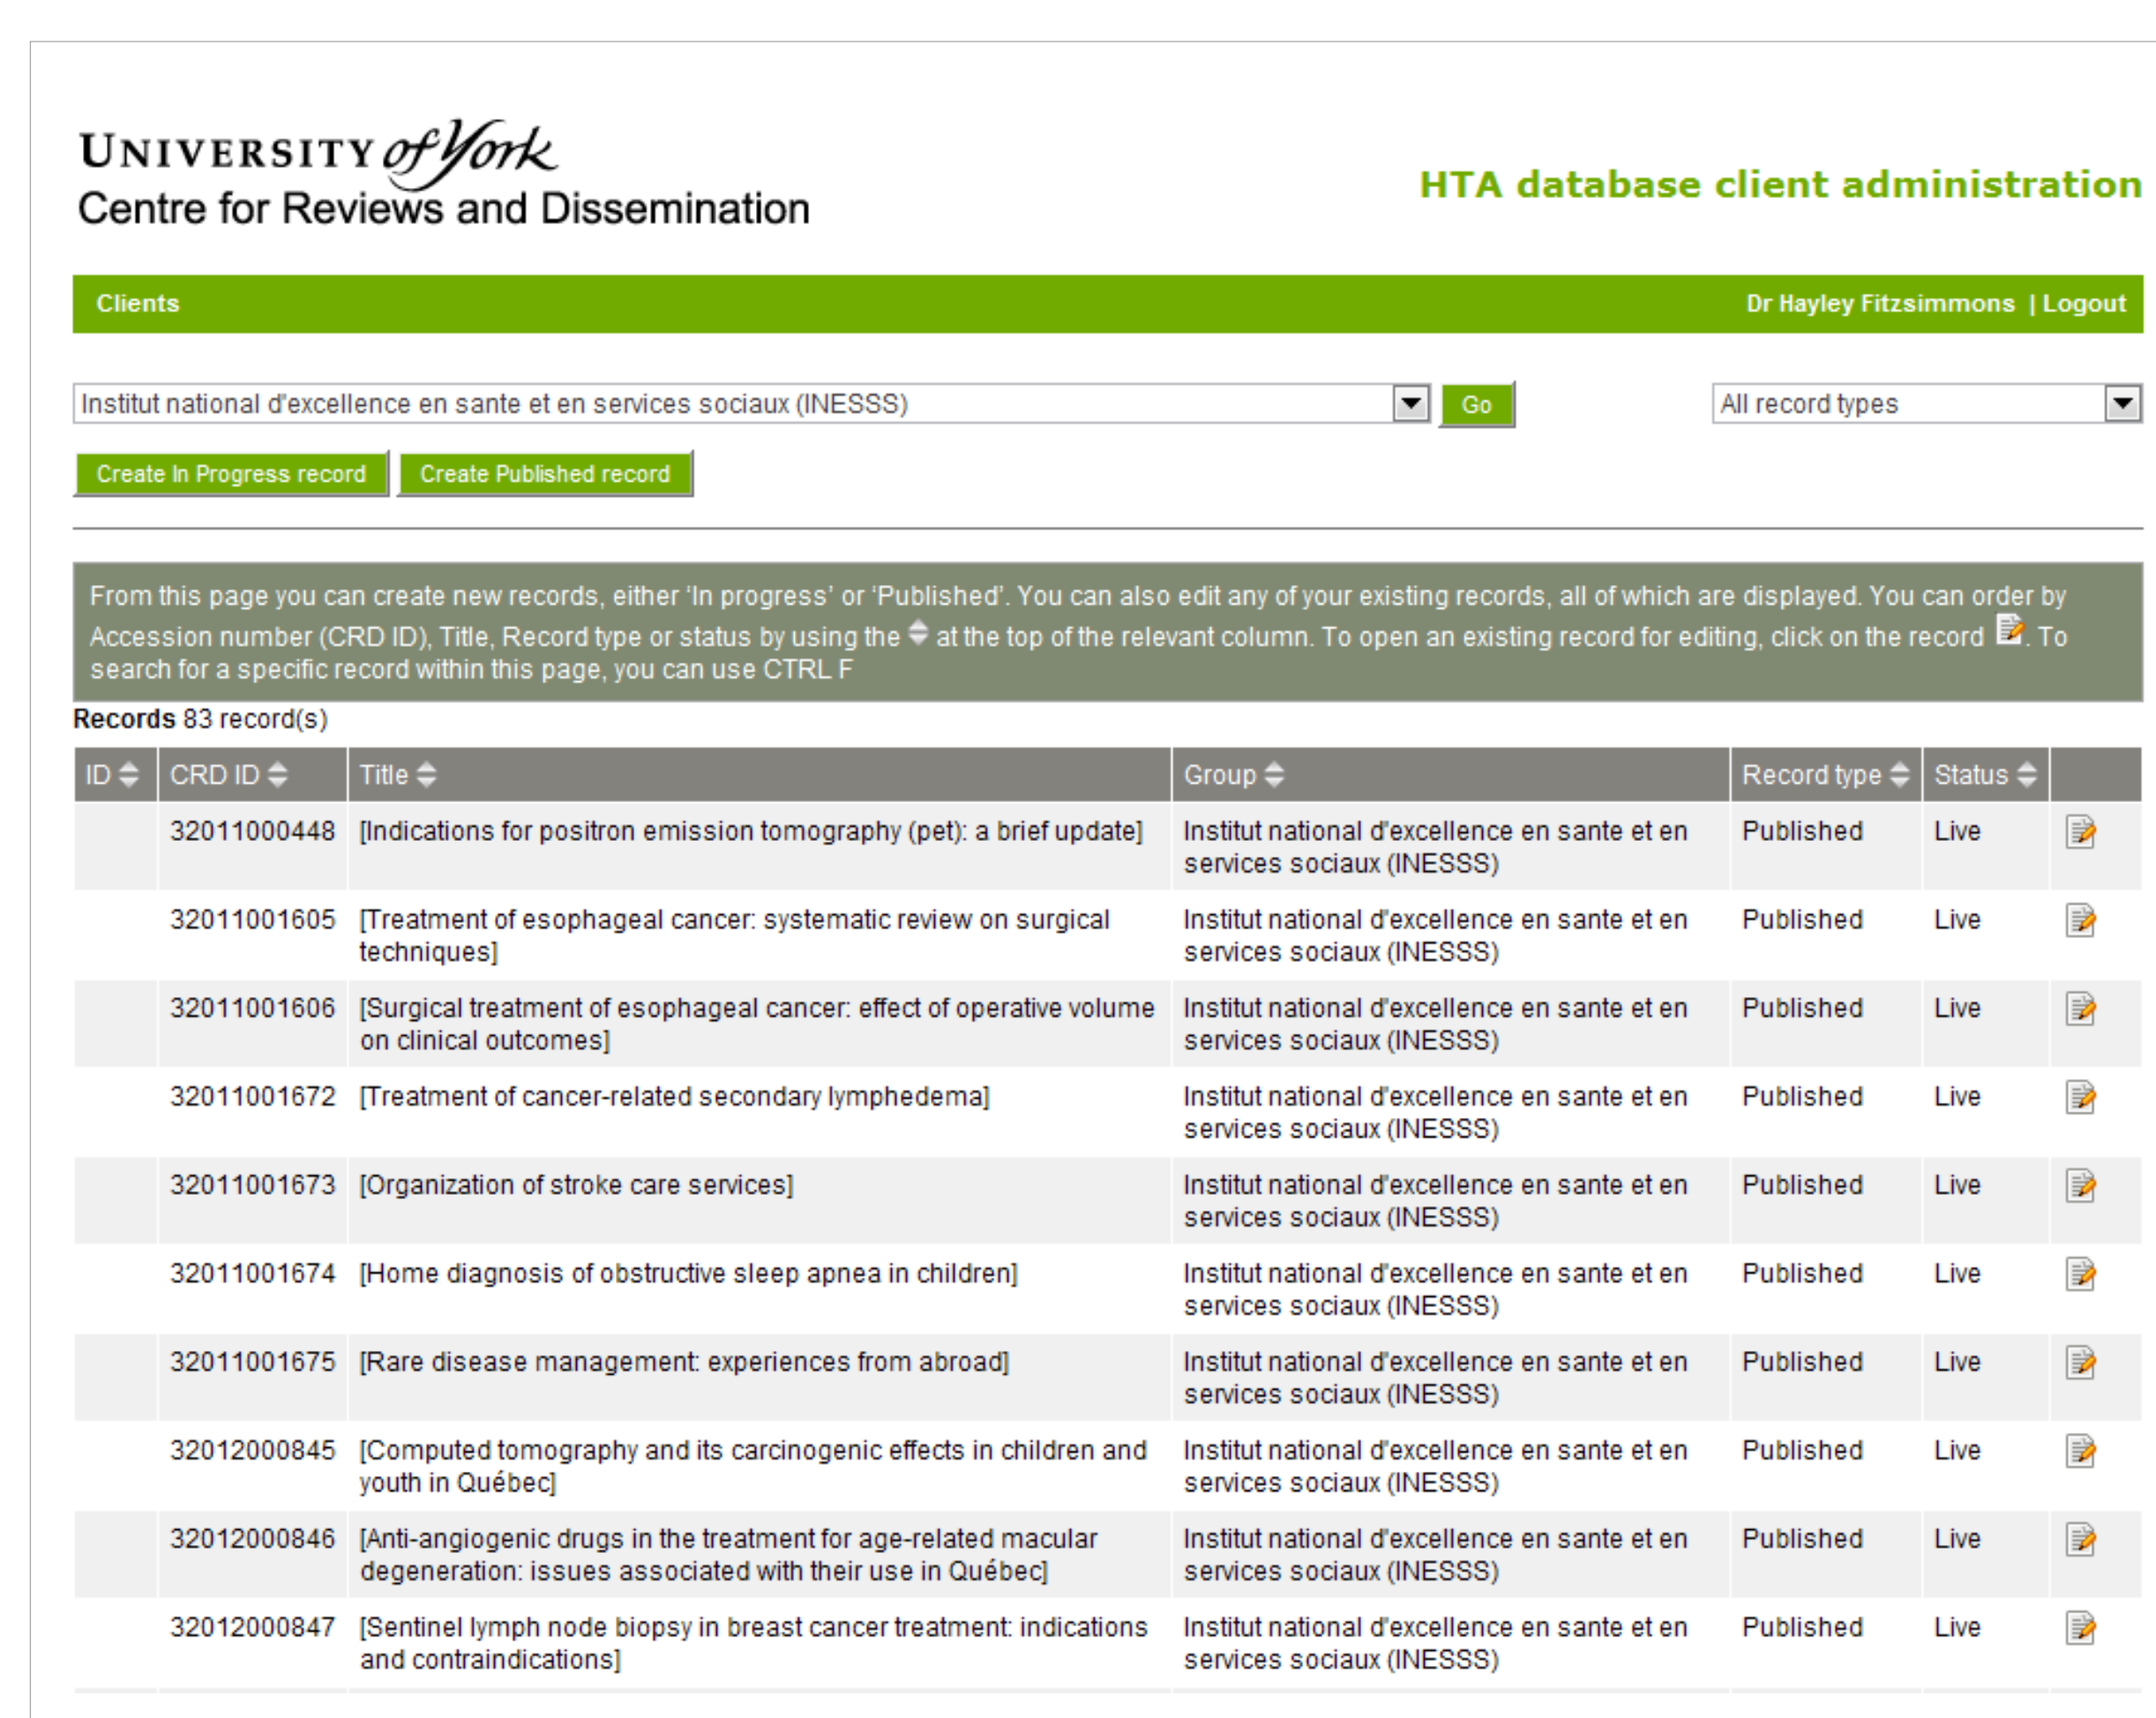 UNIVERSITY of York
Centre for Reviews and Dissemination
HTA database client administration
Clients
Dr Hayley Fitzsimmons | Logout
Institut national d'excellence en sante et en services sociaux (INESSS)
Go
All record types
Create In Progress record
Create Published record
From this page you can create new records, either ‘In progress’ or ‘Published’. You can also edit any of your existing records, all of which are displayed. You can order by
Accession number (CRD ID), Title, Record type or status by using the at the top of the relevant column. To open an existing record for editing, click on the record . To
search for a specific record within this page, you can use CTRL F
Records 83 record(s)
ID CRD ID Title Group Record type Status
32011000448 [Indications for positron emission tomography (pet): a brief update] Institut national d'excellence en sante et en Published Live
services sociaux (INESSS)
32011001605 [Treatment of esophageal cancer: systematic review on surgical Institut national d'excellence en sante et en Published Live
techniques] services sociaux (INESSS)
32011001606 [Surgical treatment of esophageal cancer: effect of operative volume Institut national d'excellence en sante et en Published Live
on clinical outcomes] services sociaux (INESSS)
32011001672 [Treatment of cancer-related secondary lymphedema] Institut national d'excellence en sante et en Published Live
services sociaux (INESSS)
32011001673 [Organization of stroke care services] Institut national d'excellence en sante et en Published Live
services sociaux (INESSS)
32011001674 [Home diagnosis of obstructive sleep apnea in children] Institut national d'excellence en sante et en Published Live
services sociaux (INESSS)
32011001675 [Rare disease management: experiences from abroad] Institut national d'excellence en sante et en Published Live
services sociaux (INESSS)
32012000845 [Computed tomography and its carcinogenic effects in children and Institut national d'excellence en sante et en Published Live
youth in Québec] services sociaux (INESSS)
32012000846 [Anti-angiogenic drugs in the treatment for age-related macular Institut national d'excellence en sante et en Published Live
degeneration: issues associated with their use in Québec] services sociaux (INESSS)
32012000847 [Sentinel lymph node biopsy in breast cancer treatment: indications Institut national d'excellence en sante et en Published Live
and contraindications] services sociaux (INESSS)